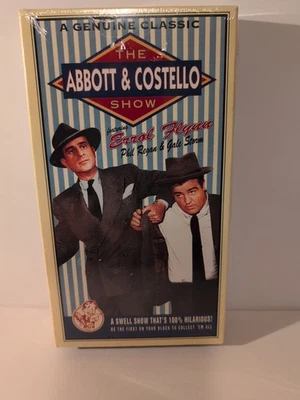 A GENUINE CLASSIC
THE
ABBOTT & COSTELLO
SHOW
featuring
Errol Flynn
Phil Regan & Gale Storm
A SWELL SHOW THAT'S 100% HILARIOUS!
BE THE FIRST ON YOUR BLOCK TO COLLECT 'EM ALL